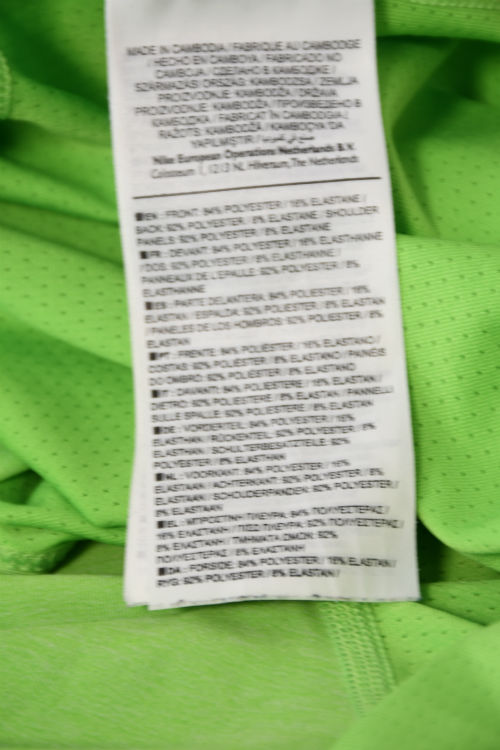 MADE IN CAMBODIA / FABRIQUE AU CAMBODGE
/ HECHO EN CAMBOYA. FABRICADO NO
PROIZVODNJE. KAMBODŽA / DRŽAVA
KAMBODŽA / FABRICAT ÎN CAMBODGIA /
YAPILMIŞTIR /
Nike European Operations Netherlands B.V.
Colosseum 1, 1213 NL Hilversum, The Netherlands
EN : FRONT: 84% POLYESTER / 16% ELASTANE /
BACK: 92% POLYESTER / 8% ELASTANE / SHOULDER
PANELS: 92% POLYESTER / 8% ELASTANE
FR : DEVANT: 84% POLYESTER / 16% ELASTHANNE
/ DOS: 92% POLYESTER / 8% ELASTHANNE /
PANNEAUX DE L'EPAULE: 92% POLYESTER / 8%
ELASTHANNE
ES : PARTE DELANTERA: 84% POLIESTER / 16%
ELASTAN / ESPALDA: 92% POLIESTER / 8% ELASTAN
/ PANELES DE LOS HOMBROS: 92% POLIESTER / 8%
ELASTAN
PT : FRENTE: 84% POLIÉSTER / 16% ELASTANO /
COSTAS: 92% POLIÉSTER / 8% ELASTANO / PAINÉIS
DO OMBRO: 92% POLIÉSTER / 8% ELASTANO
IT : DAVANTI: 84% POLIESTERE / 16% ELASTAN /
DIETRO: 92% POLIESTERE / 8% ELASTAN / PANNELLI
SULLE SPALLE: 92% POLIESTERE / 8% ELASTAN
DE : VORDERTEIL: 84% POLYESTER / 16%
ELASTHAN / RÜCKENTEIL: 92% POLYESTER / 8%
ELASTHAN / SCHULTERBESATZTEILE: 92%
POLYESTER / 8% ELASTHAN
NL : VOORKANT: 84% POLYESTER / 16%
ELASTAAN / ACHTERKANT: 92% POLYESTER / 8%
ELASTAAN / SCHOUDERPANDEN: 92% POLYESTER /
8% ELASTAAN
EL : ΜΠΡΟΣΤΙΝΗ ΠΛΕΥΡΑ: 84% ΠΟΛΥΕΣΤΕΡΑΣ /
16% ΕΛΑΣΤΑΝΗ / ΠΙΣΩ ΠΛΕΥΡΑ: 92% ΠΟΛΥΕΣΤΕΡΑΣ /
8% ΕΛΑΣΤΑΝΗ / ΤΜΗΜΑΤΑ ΩΜΩΝ: 92%
ΠΟΛΥΕΣΤΕΡΑΣ / 8% ΕΛΑΣΤΑΝΗ
DA : FORSIDE: 84% POLYESTER / 16% ELASTAN /
RYG: 92% POLYESTER / 8% ELASTAN /